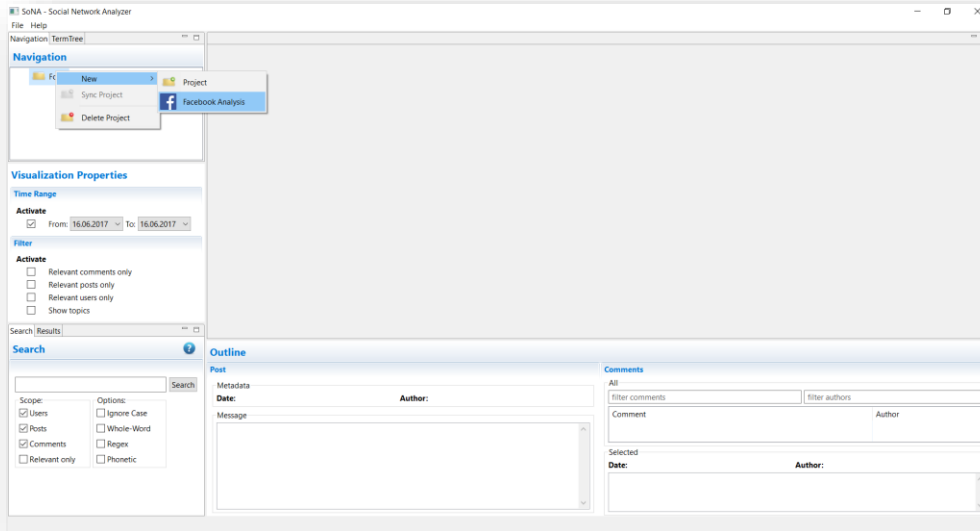 SoNA - Social Network Analyzer
File Help
Navigation TermTree
Navigation
New
Project
Sync Project
Facebook Analysis
Delete Project
Visualization Properties
Time Range
Activate
From: 16.06.2017 To: 16.06.2017
Filter
Activate
Relevant comments only
Relevant posts only
Relevant users only
Show topics
Search Results
Search
Search
Scope: Options:
Users Ignore Case
Posts Whole-Word
Comments Regex
Relevant only Phonetic
Outline
Post
Metadata
Date: Author:
Message
Comments
All
filter comments filter authors
Comment Author
Selected
Date: Author: